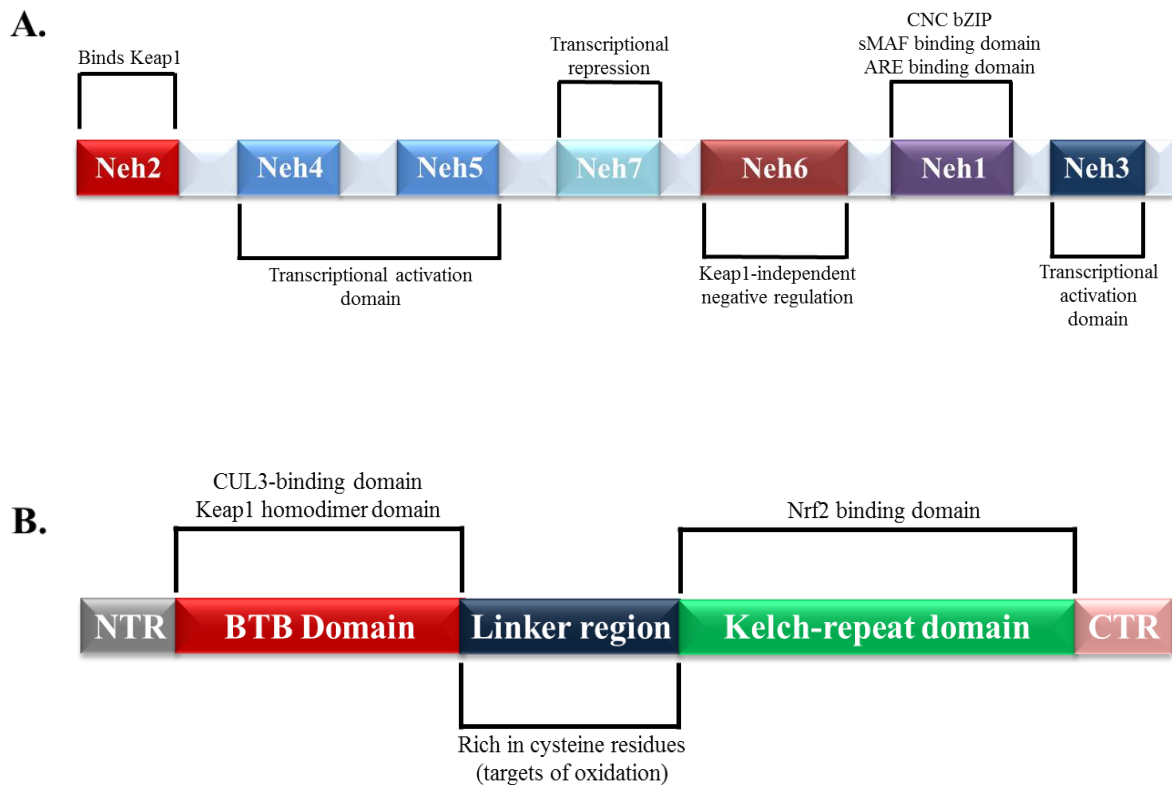 A.
Binds Keap1
Transcriptional
repression
CNC bZIP
sMAF binding domain
ARE binding domain
Neh2
Neh4
Neh5
Neh7
Neh6
Neh1
Neh3
Transcriptional activation
domain
Keap1-independent
negative regulation
Transcriptional
activation
domain
B.
CUL3-binding domain
Keap1 homodimer domain
Nrf2 binding domain
NTR
BTB Domain
Linker region
Kelch-repeat domain
CTR
Rich in cysteine residues
(targets of oxidation)